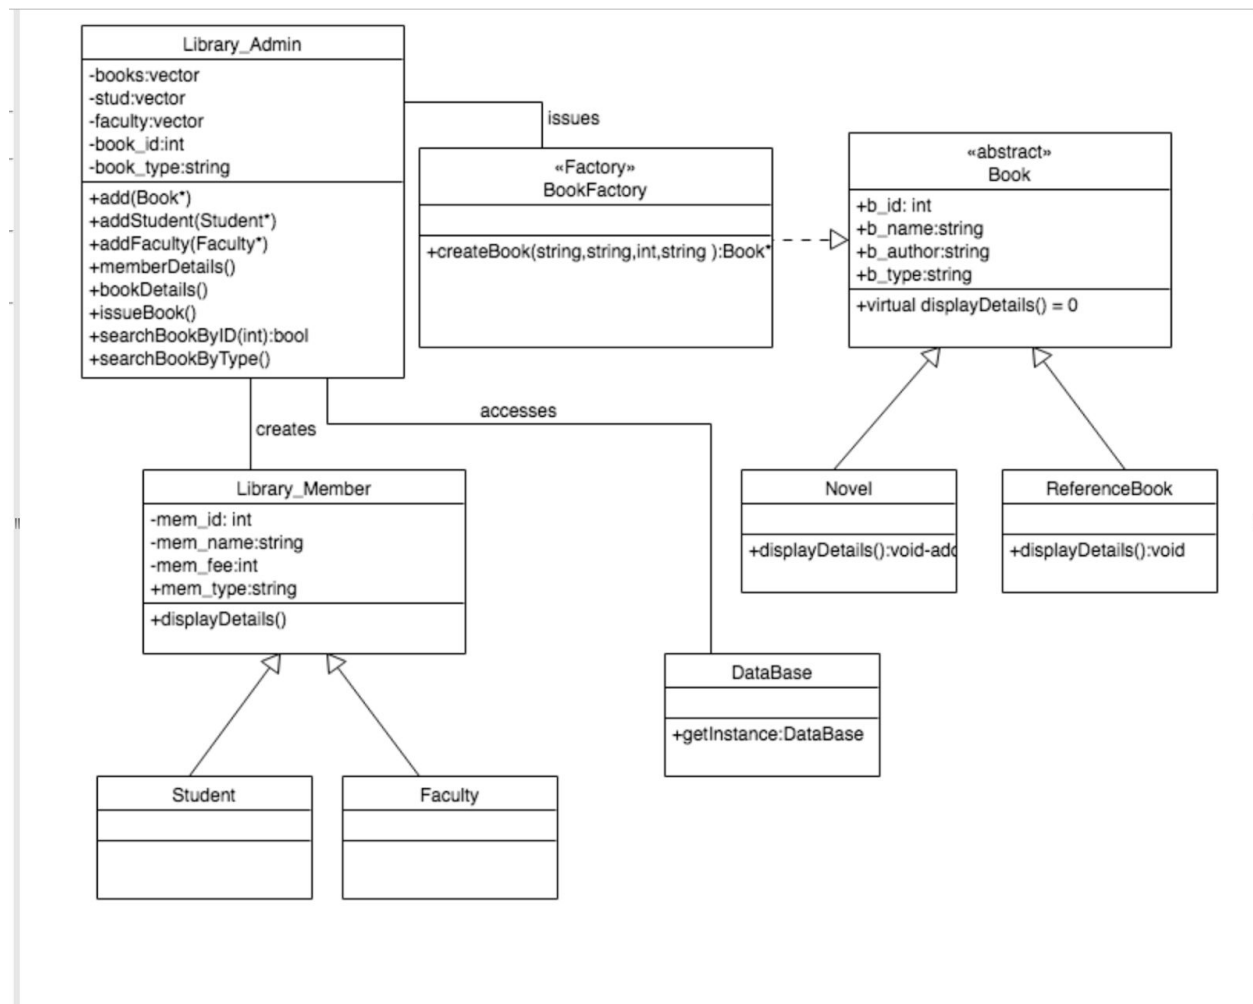 Library_Admin
-books:vector
-stud:vector
-faculty:vector
-book_id:int
-book_type:string
+add(Book*)
+addStudent(Student*)
+addFaculty(Faculty*)
+memberDetails()
+bookDetails()
+issueBook()
+searchBookByID(int):bool
+searchBookByType()
issues
«Factory»
BookFactory
+createBook(string,string,int,string ):Book*
«abstract»
Book
+b_id: int
+b_name:string
+b_author:string
+b_type:string
+virtual displayDetails() = 0
creates
accesses
Library_Member
-mem_id: int
-mem_name:string
-mem_fee:int
+mem_type:string
+displayDetails()
Novel
+displayDetails():void-add
ReferenceBook
+displayDetails():void
DataBase
+getInstance:DataBase
Student
Faculty